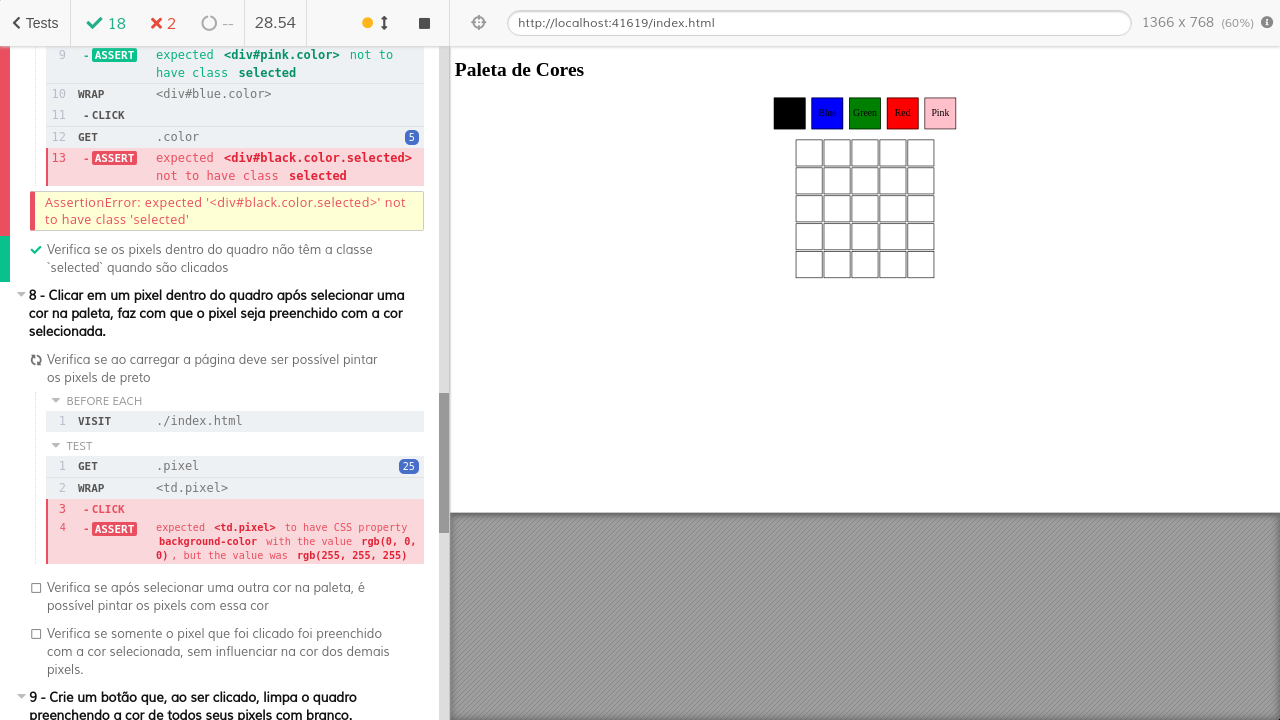 Tests
18
2
--
28.54
http://localhost:41619/index.html
1366 x 768 (60%)
9 - ASSERT expected <div#pink.color> not to
have class selected
10 WRAP <div#blue.color>
11 - CLICK
12 GET .color 5
13 - ASSERT expected <div#black.color.selected>
not to have class selected
AssertionError: expected '<div#black.color.selected>' not
to have class 'selected'
Verifica se os pixels dentro do quadro não têm a classe
`selected` quando são clicados
8 - Clicar em um pixel dentro do quadro após selecionar uma
cor na paleta, faz com que o pixel seja preenchido com a cor
selecionada.
Verifica se ao carregar a página deve ser possível pintar
os pixels de preto
BEFORE EACH
1 VISIT ./index.html
TEST
1 GET .pixel 25
2 WRAP <td.pixel>
3 - CLICK
4 - ASSERT expected <td.pixel> to have CSS property
background-color with the value rgb(0, 0,
0), but the value was rgb(255, 255, 255)
Verifica se após selecionar uma outra cor na paleta, é
possível pintar os pixels com essa cor
Verifica se somente o pixel que foi clicado foi preenchido
com a cor selecionada, sem influenciar na cor dos demais
pixels.
9 - Crie um botão que, ao ser clicado, limpa o quadro
preenchendo a cor de todos seus pixels com branco.
Paleta de Cores
Blue
Green
Red
Pink